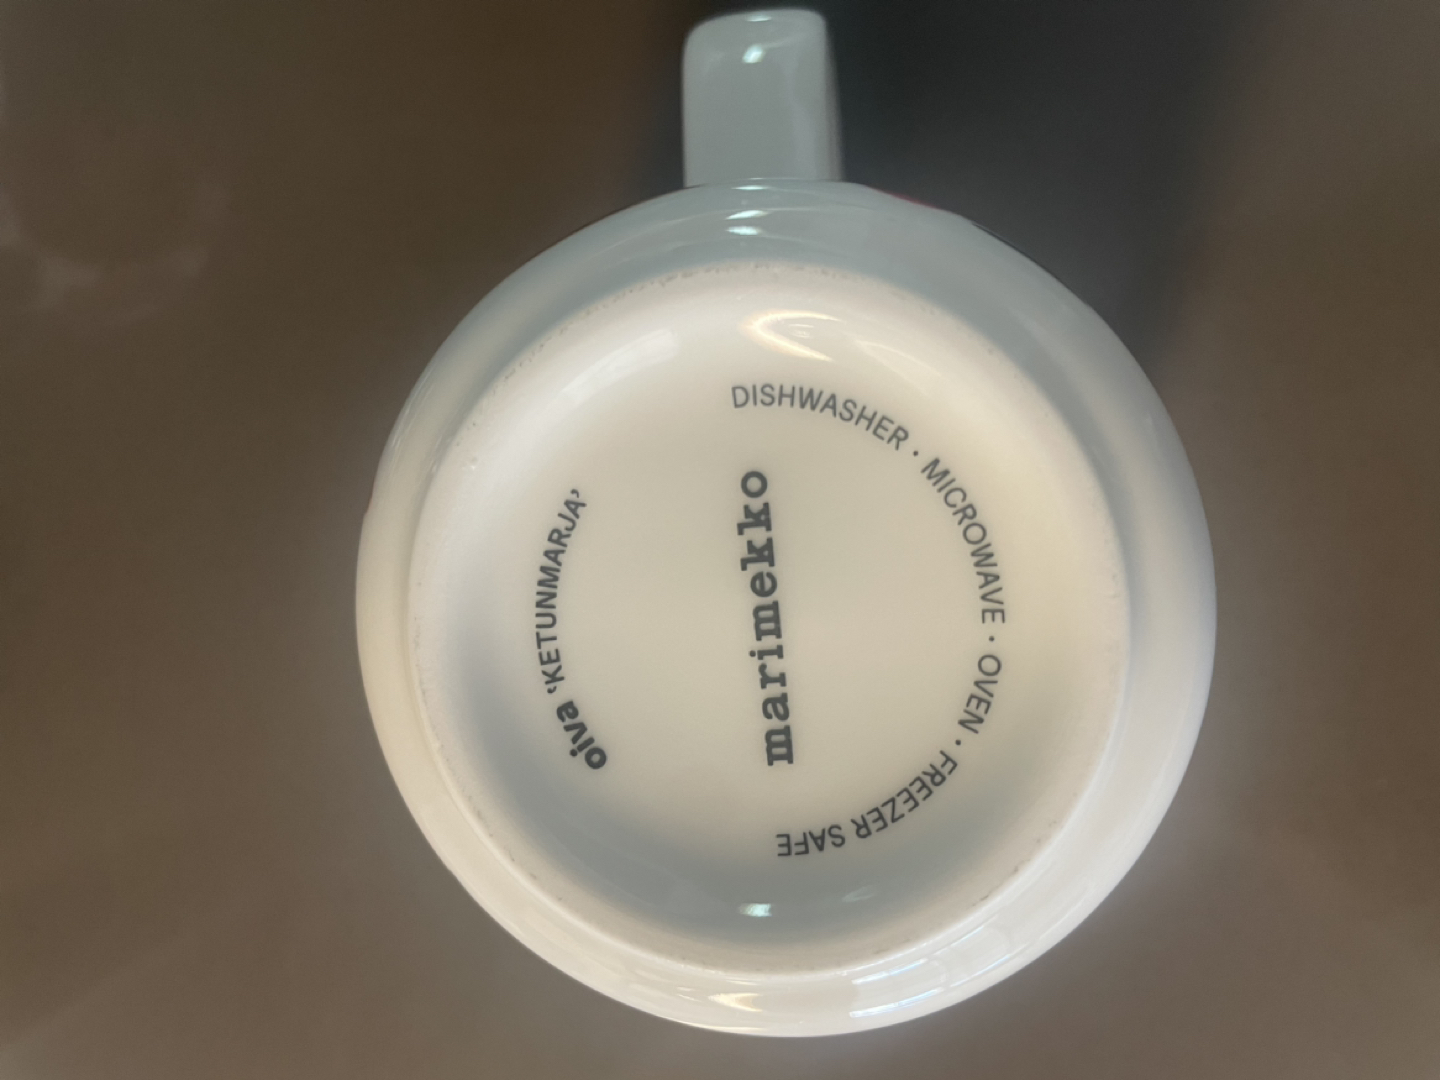 oiva ‘KETUNMARJA’
marimekko
DISHWASHER · MICROWAVE · OVEN · FREEZER SAFE